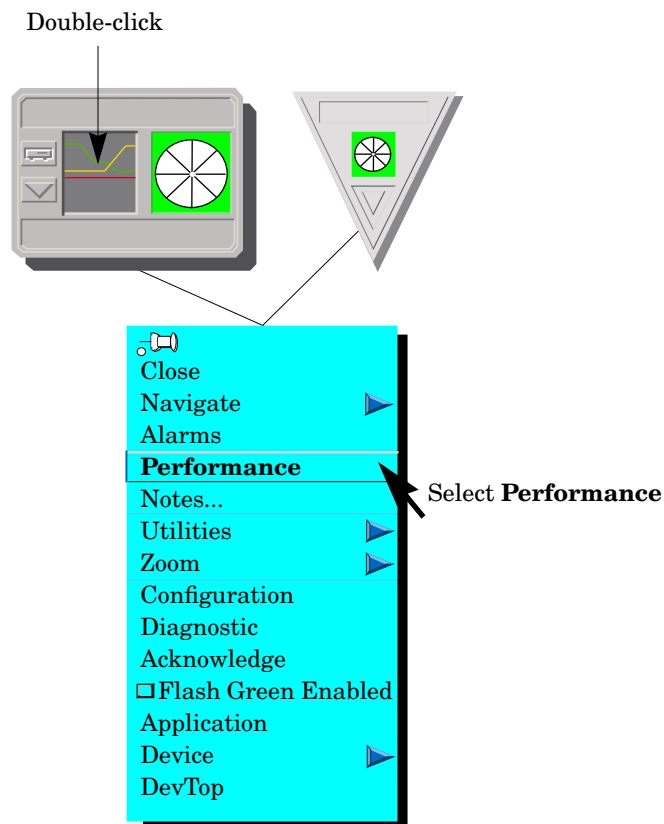 Double-click
Close
Navigate
Alarms
Performance
Select Performance
Notes...
Utilities
Zoom
Configuration
Diagnostic
Acknowledge
Flash Green Enabled
Application
Device
DevTop